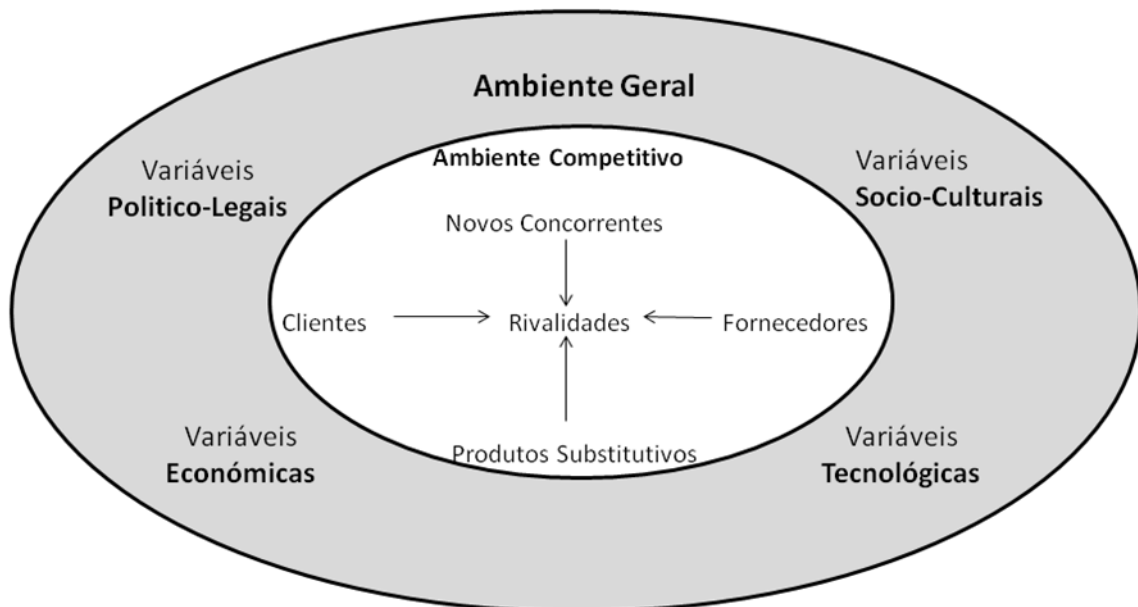 Ambiente Geral
Ambiente Competitivo
Variáveis
Politico-Legais
Variáveis
Socio-Culturais
Novos Concorrentes
Clientes
Rivalidades
Fornecedores
Produtos Substitutivos
Variáveis
Económicas
Variáveis
Tecnológicas